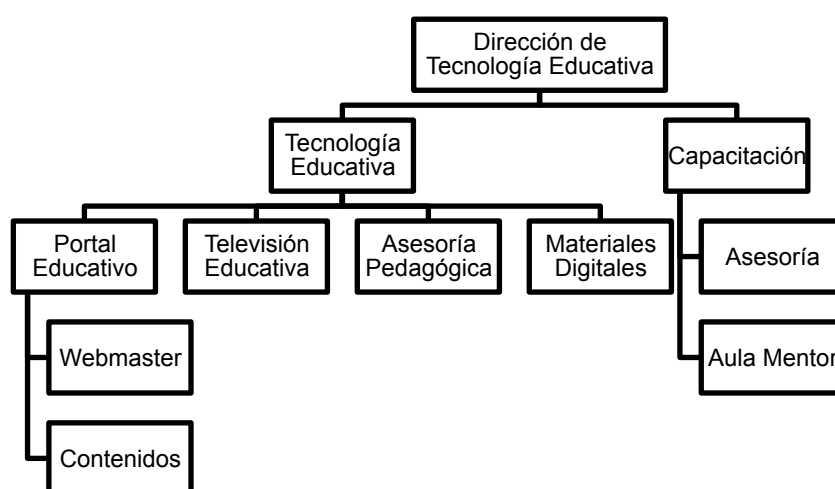 Dirección de
Tecnología Educativa
Tecnología
Educativa
Capacitación
Portal
Educativo
Televisión
Educativa
Asesoría
Pedagógica
Materiales
Digitales
Asesoría
Webmaster
Aula Mentor
Contenidos